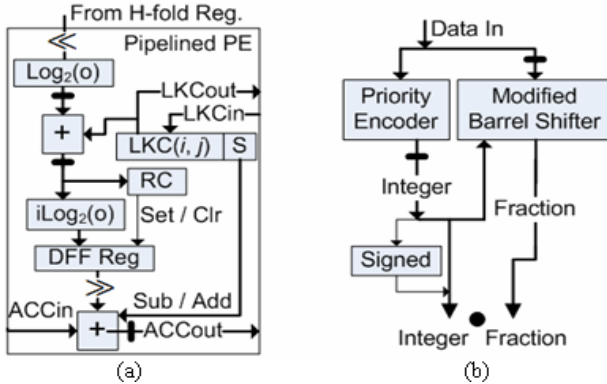 From H-fold Reg.
Pipelined PE
Log2(o)
LKCout
LKCin
+
LKC(i, j) S
RC
iLog2(o)
Set / Clr
DFF Reg
Sub / Add
ACCin
+
ACCout
(a)
Data In
Priority
Encoder
Modified
Barrel Shifter
Integer
Fraction
Signed
Integer Fraction
(b)